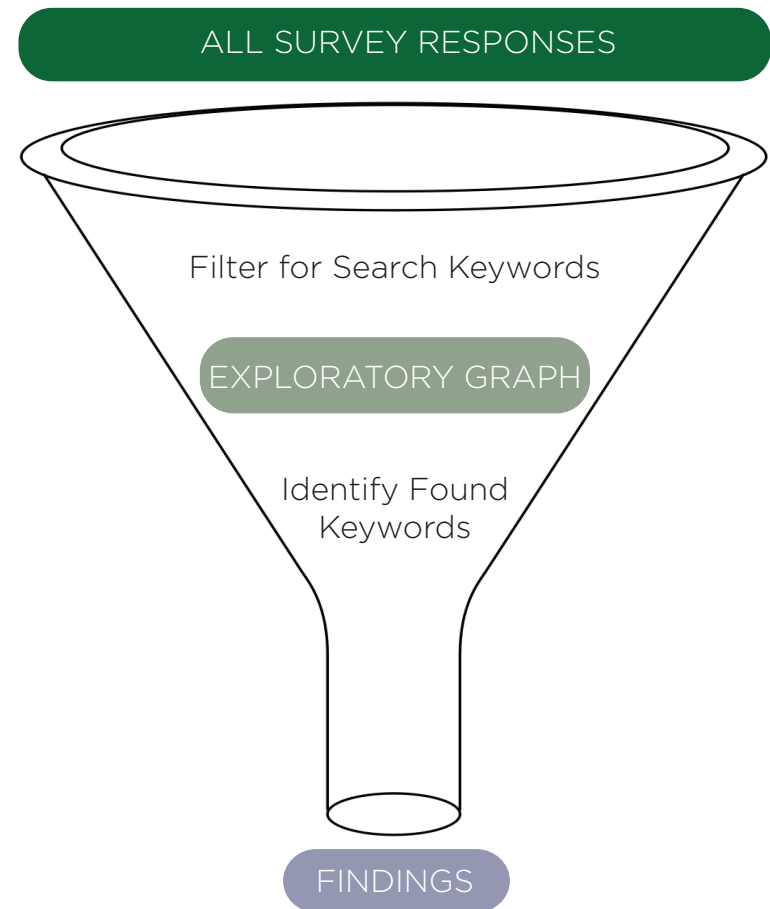 ALL SURVEY RESPONSES
Filter for Search Keywords
EXPLORATORY GRAPH
Identify Found
Keywords
FINDINGS